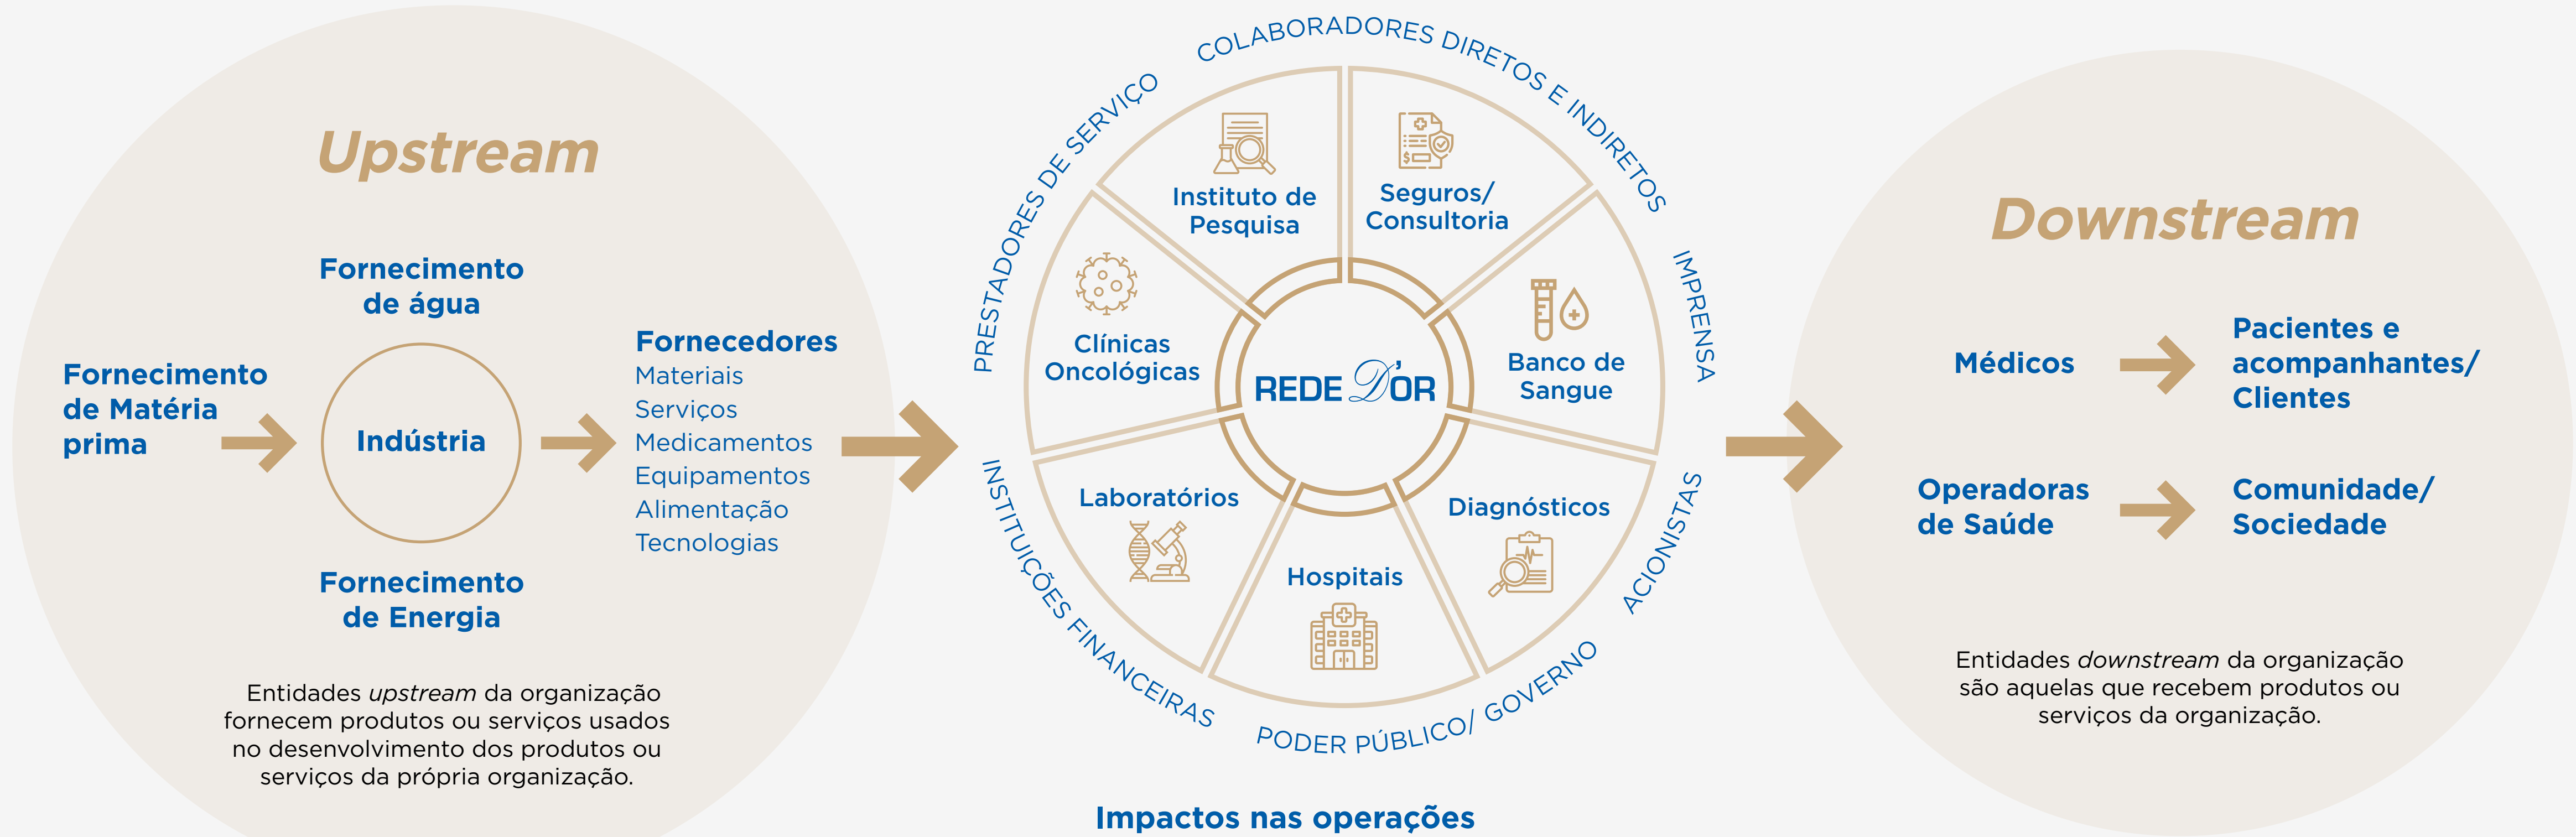 Upstream
Fornecimento
de água
Fornecimento
de Matéria
prima
Indústria
Fornecimento
de Energia
Fornecedores
Materiais
Serviços
Medicamentos
Equipamentos
Alimentação
Tecnologias
Entidades upstream da organização
fornecem produtos ou serviços usados
no desenvolvimento dos produtos ou
serviços da própria organização.
PRESTADORES DE SERVIÇO
COLABORADORES DIRETOS E INDIRETOS
IMPRENSA
ACIONISTAS
PODER PÚBLICO/ GOVERNO
INSTITUIÇÕES FINANCEIRAS
Instituto de
Pesquisa
Seguros/
Consultoria
Clínicas
Oncológicas
Banco de
Sangue
REDE D'OR
Laboratórios
Diagnósticos
Hospitais
Impactos nas operações
Downstream
Médicos
Pacientes e
acompanhantes/
Clientes
Operadoras
de Saúde
Comunidade/
Sociedade
Entidades downstream da organização
são aquelas que recebem produtos ou
serviços da organização.